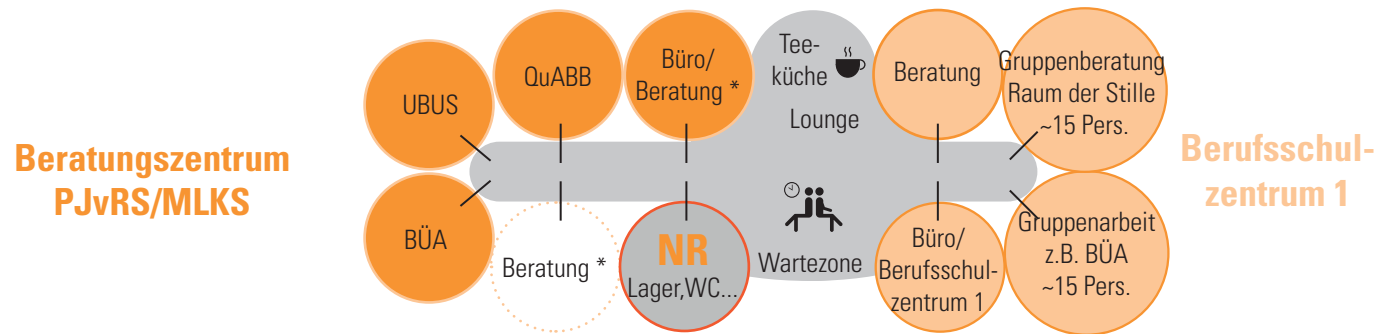 Beratungszentrum
PJvRS/MLKS
UBUS
QuABB
Büro/
Beratung *
Tee-
küche
Lounge
Beratung
Gruppenberatung
Raum der Stille
~15 Pers.
BÜA
Beratung *
NR
Lager,WC...
Wartezone
Büro/
Berufsschul-
zentrum 1
Gruppenarbeit
z.B. BÜA
~15 Pers.
Berufsschul-
zentrum 1